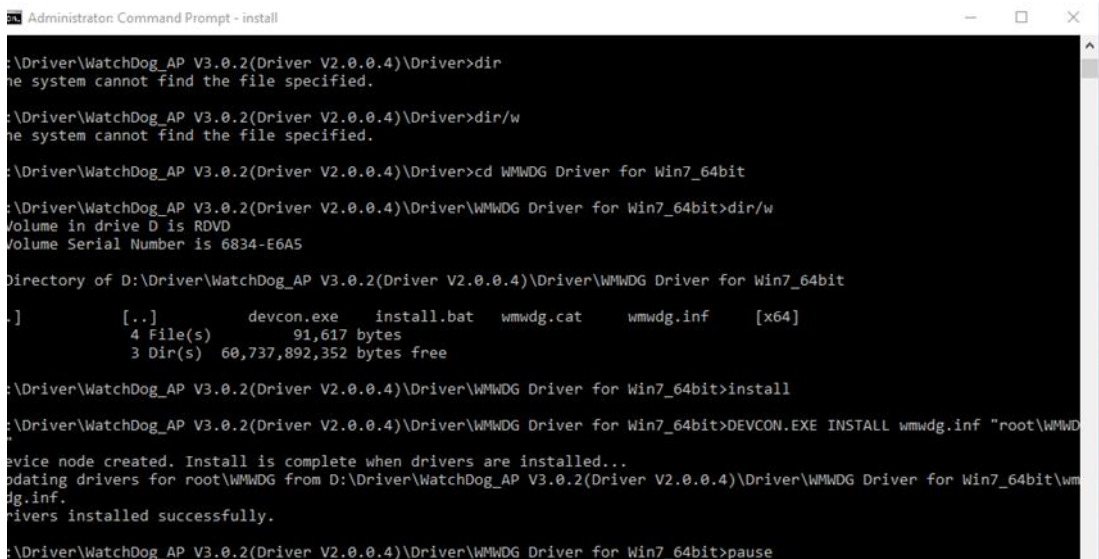 Administrator: Command Prompt - install
:\Driver\WatchDog_AP V3.0.2(Driver V2.0.0.4)\Driver>dir
he system cannot find the file specified.
:\Driver\WatchDog_AP V3.0.2(Driver V2.0.0.4)\Driver>dir/w
he system cannot find the file specified.
:\Driver\WatchDog_AP V3.0.2(Driver V2.0.0.4)\Driver>cd WMWDG Driver for Win7_64bit
:\Driver\WatchDog_AP V3.0.2(Driver V2.0.0.4)\Driver\WMWDG Driver for Win7_64bit>dir/w
Volume in drive D is RDVD
Volume Serial Number is 6834-E6A5
Directory of D:\Driver\WatchDog_AP V3.0.2(Driver V2.0.0.4)\Driver\WMWDG Driver for Win7_64bit
.] [..] devcon.exe install.bat wmwdg.cat wmwdg.inf [x64]
4 File(s) 91,617 bytes
3 Dir(s) 60,737,892,352 bytes free
:\Driver\WatchDog_AP V3.0.2(Driver V2.0.0.4)\Driver\WMWDG Driver for Win7_64bit>install
:\Driver\WatchDog_AP V3.0.2(Driver V2.0.0.4)\Driver\WMWDG Driver for Win7_64bit>DEVCON.EXE INSTALL wmwdg.inf "root\WMWD
"
evice node created. Install is complete when drivers are installed...
pdating drivers for root\WMWDG from D:\Driver\WatchDog_AP V3.0.2(Driver V2.0.0.4)\Driver\WMWDG Driver for Win7_64bit\wm
dg.inf.
rivers installed successfully.
:\Driver\WatchDog_AP V3.0.2(Driver V2.0.0.4)\Driver\WMWDG Driver for Win7_64bit>pause